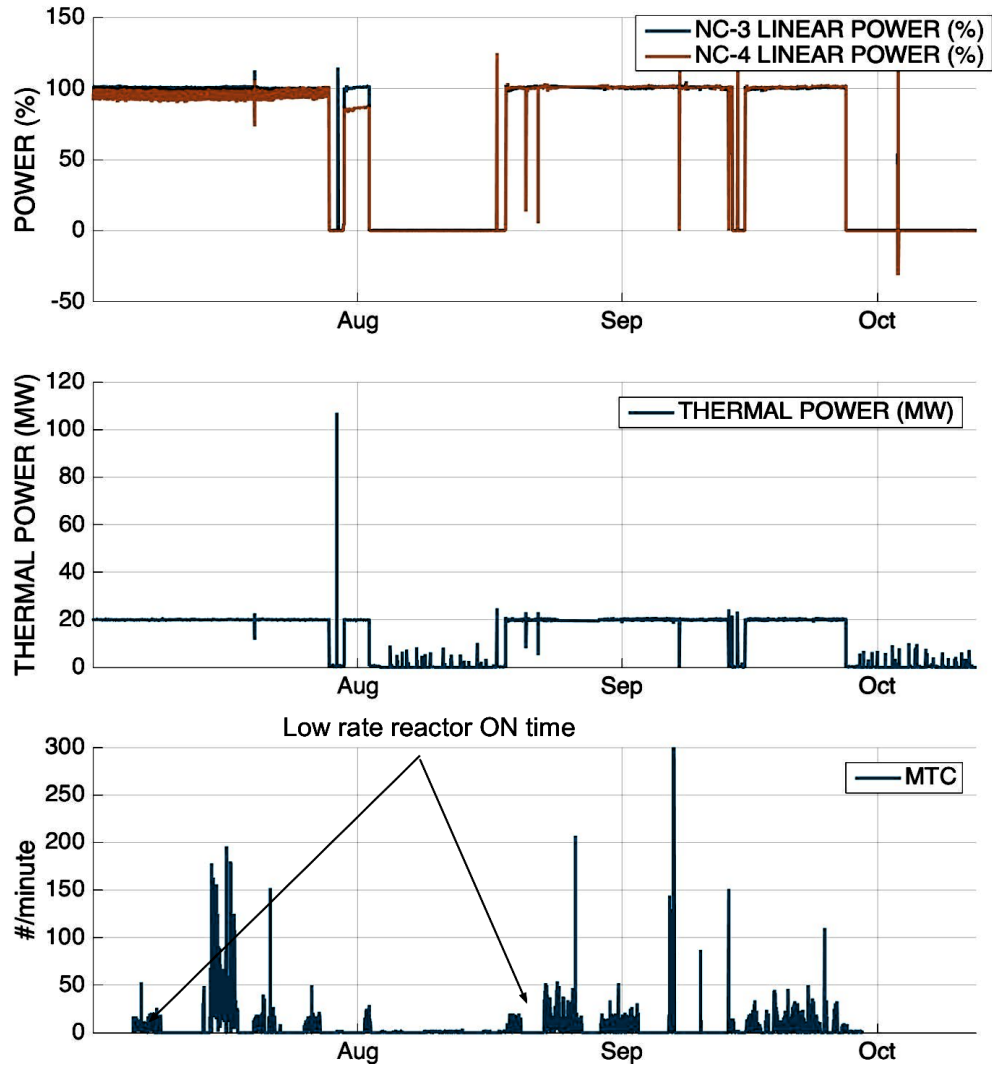 150
NC-3 LINEAR POWER (%)
NC-4 LINEAR POWER (%)
100
50
0
-50
POWER (%)
Aug
Sep
Oct
120
THERMAL POWER (MW)
100
80
60
40
20
0
THERMAL POWER (MW)
Aug
Sep
Oct
Low rate reactor ON time
300
MTC
250
200
150
100
50
0
#/minute
Aug
Sep
Oct